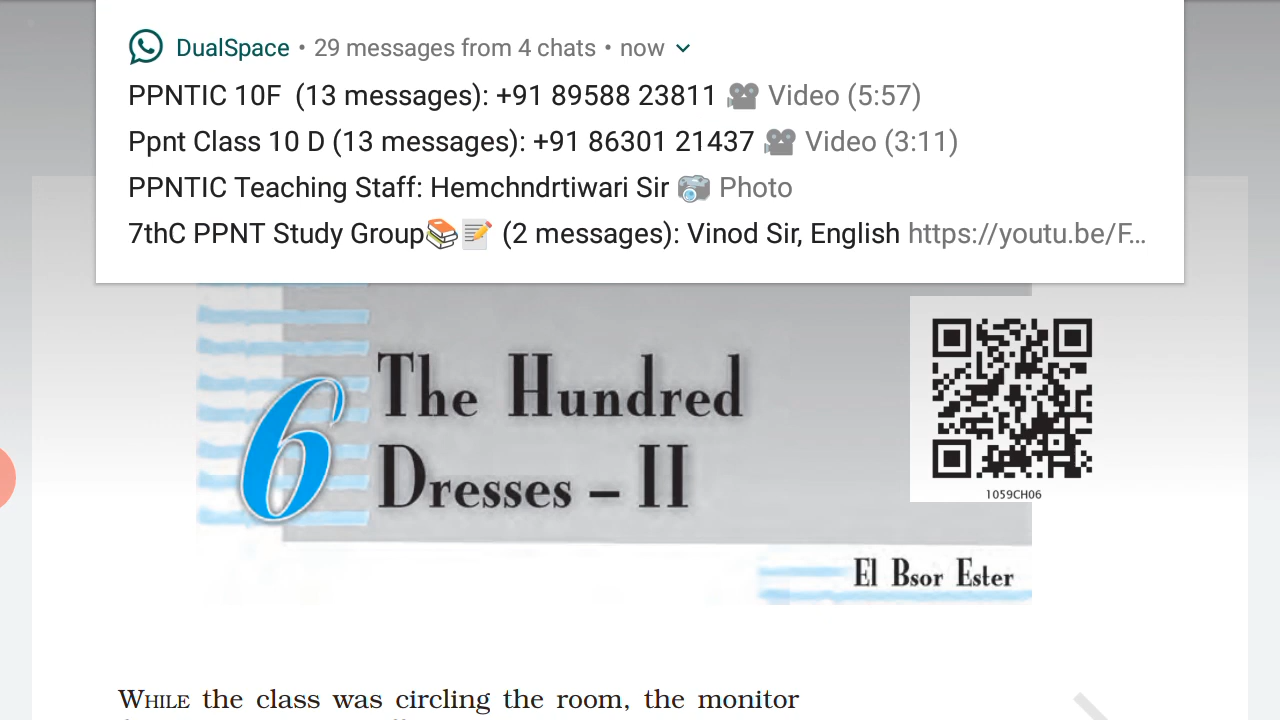 DualSpace • 29 messages from 4 chats • now
PPNTIC 10F (13 messages): +91 89588 23811 🎥 Video (5:57)
Ppnt Class 10 D (13 messages): +91 86301 21437 🎥 Video (3:11)
PPNTIC Teaching Staff: Hemchndrtiwari Sir 📷 Photo
7thC PPNT Study Group📚📝 (2 messages): Vinod Sir, English https://youtu.be/F...
6
The Hundred
Dresses – II
1059CH06
El Bsor Ester
WHILE the class was circling the room, the monitor